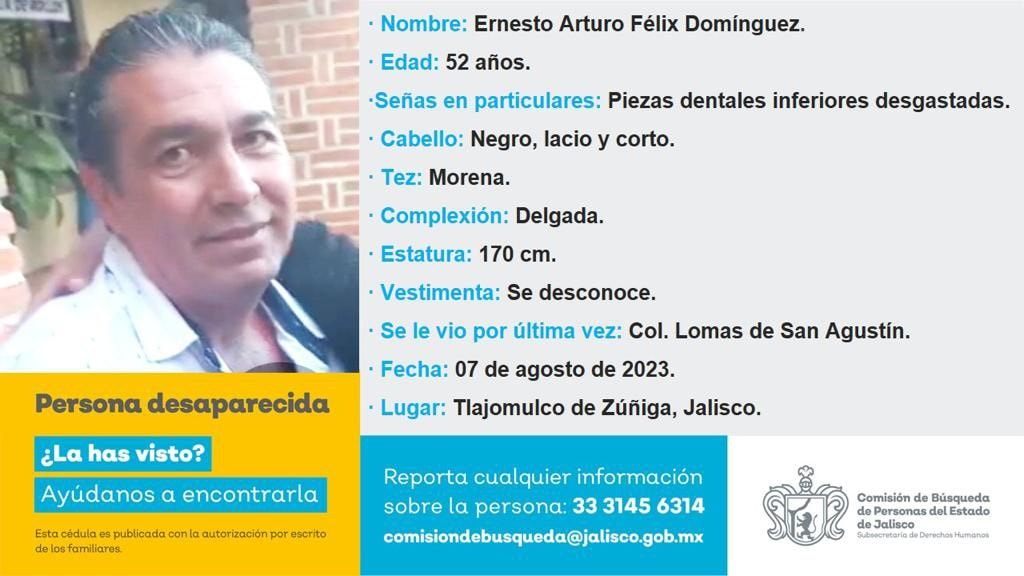 · Nombre: Ernesto Arturo Félix Domínguez.
· Edad: 52 años.
·Señas en particulares: Piezas dentales inferiores desgastadas.
· Cabello: Negro, lacio y corto.
· Tez: Morena.
· Complexión: Delgada.
· Estatura: 170 cm.
· Vestimenta: Se desconoce.
· Se le vio por última vez: Col. Lomas de San Agustín.
· Fecha: 07 de agosto de 2023.
· Lugar: Tlajomulco de Zúñiga, Jalisco.
Persona desaparecida
¿La has visto?
Ayúdanos a encontrarla
Esta cédula es publicada con la autorización por escrito
de los familiares.
Reporta cualquier información
sobre la persona: 33 3145 6314
comisiondebusqueda@jalisco.gob.mx
Comisión de Búsqueda
de Personas del Estado
de Jalisco
Subsecretaría de Derechos Humanos